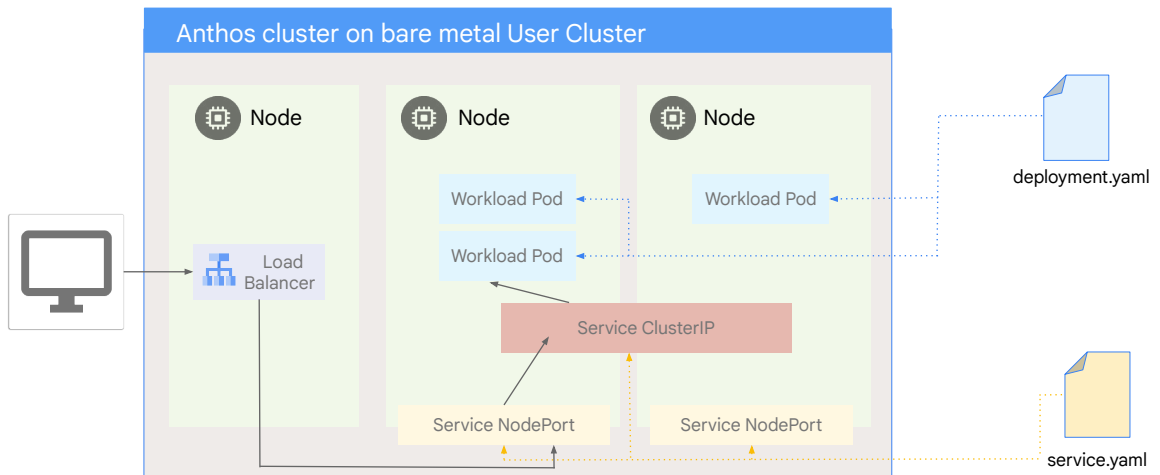 Anthos cluster on bare metal User Cluster
Node
Node
Node
deployment.yaml
Workload Pod
Workload Pod
Workload Pod
Load
Balancer
Service ClusterIP
Service NodePort
Service NodePort
service.yaml